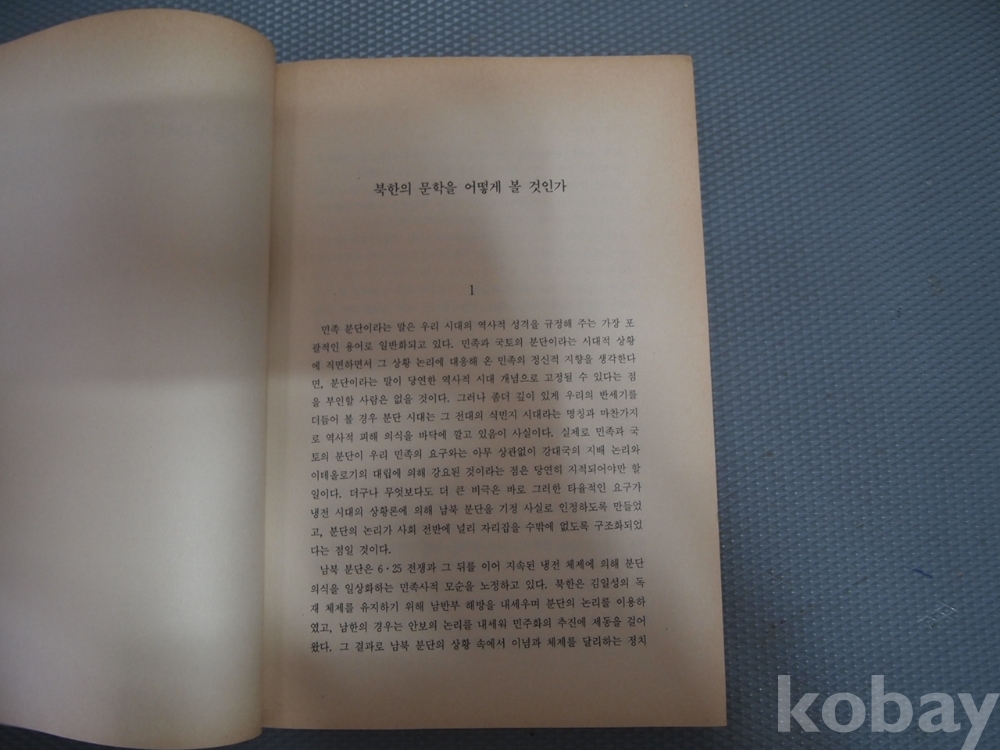 북한의 문학을 어떻게 볼 것인가
1
민족 분단이라는 말은 우리 시대의 역사적 성격을 규정해 주는 가장 포
괄적인 용어로 일반화되고 있다. 민족과 국토의 분단이라는 시대적 상황
에 직면하면서 그 상황 논리에 대응해 온 민족의 정신적 지향을 생각한다
면, 분단이라는 말이 당연한 역사적 시대 개념으로 고정될 수 있다는 점
을 부인할 사람은 없을 것이다. 그러나 좀더 깊이 있게 우리의 반세기를
더듬어 볼 경우 분단 시대는 그 전대의 식민지 시대라는 명칭과 마찬가지
로 역사적 피해 의식을 바닥에 깔고 있음이 사실이다. 실제로 민족과 국
토의 분단이 우리 민족의 요구와는 아무 상관없이 강대국의 지배 논리와
이데올로기의 대립에 의해 강요된 것이라는 점은 당연히 지적되어야만 할
일이다. 더구나 무엇보다도 더 큰 비극은 바로 그러한 타율적인 요구가
냉전 시대의 상황론에 의해 남북 분단을 기정 사실로 인정하도록 만들었
고, 분단의 논리가 사회 전반에 널리 자리잡을 수밖에 없도록 구조화되었
다는 점일 것이다.
남북 분단은 6·25 전쟁과 그 뒤를 이어 지속된 냉전 체제에 의해 분단
의식을 일상화하는 민족사적 모순을 노정하고 있다. 북한은 김일성의 독
재 체제를 유지하기 위해 남반부 해방을 내세우며 분단의 논리를 이용하
였고, 남한의 경우는 안보의 논리를 내세워 민주화의 추진에 제동을 걸어
왔다. 그 결과로 남북 분단의 상황 속에서 이념과 체제를 달리하는 정치
kobay